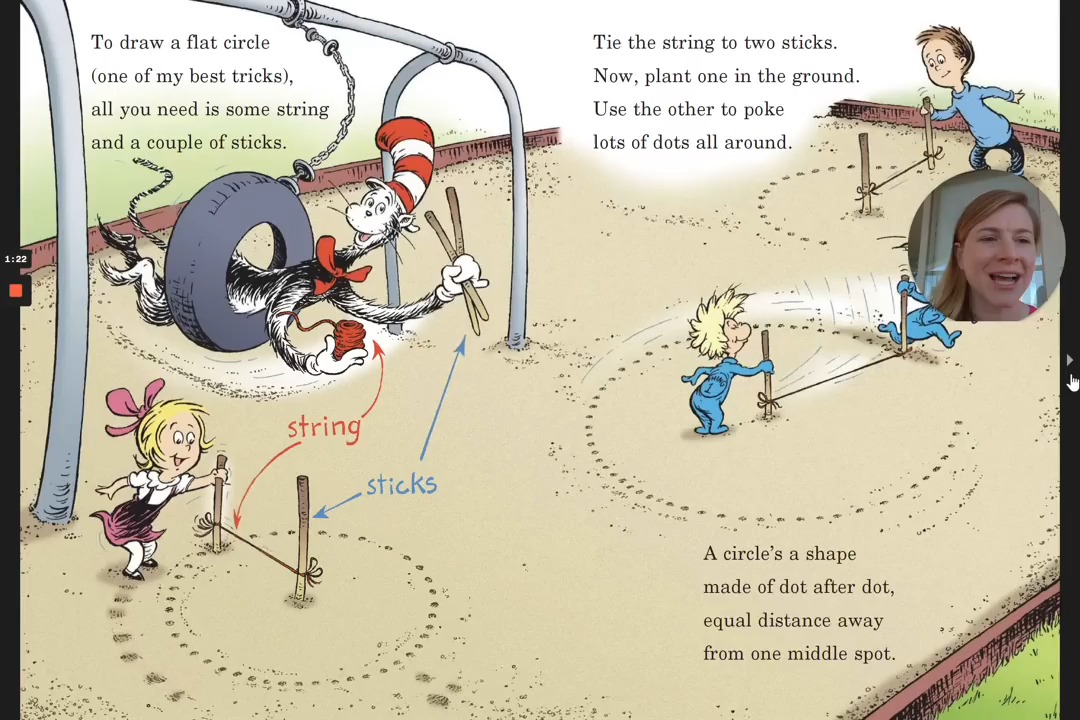 To draw a flat circle
(one of my best tricks),
all you need is some string
and a couple of sticks.
Tie the string to two sticks.
Now, plant one in the ground.
Use the other to poke
lots of dots all around.
1:22
string
sticks
A circle's a shape
made of dot after dot,
equal distance away
from one middle spot.